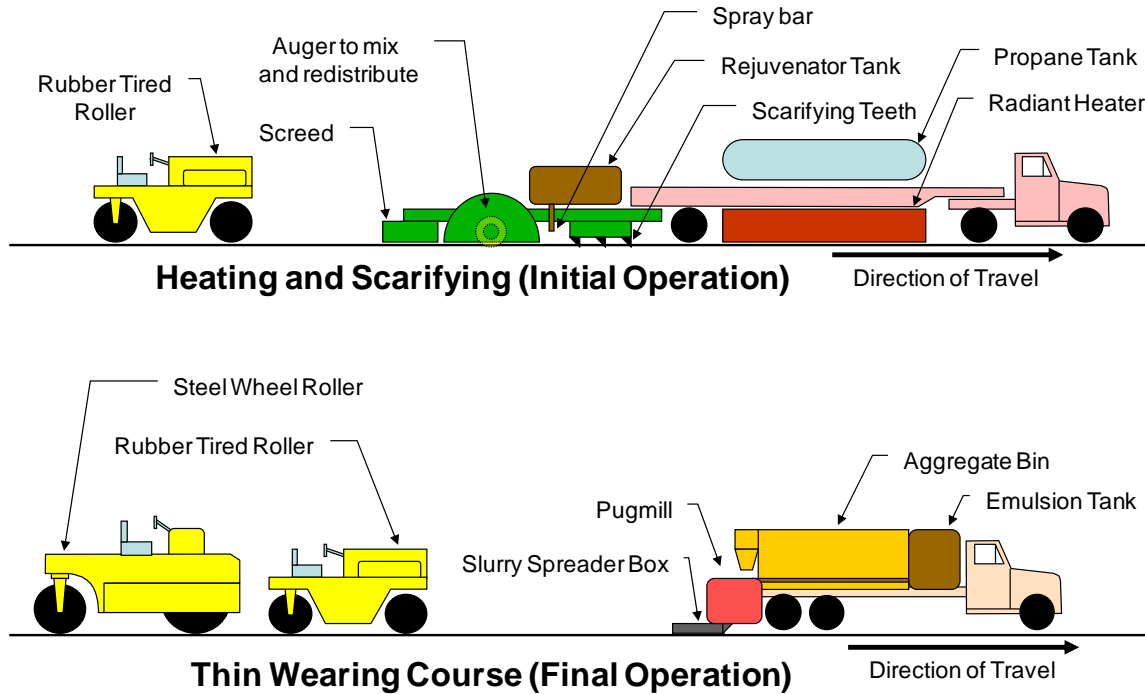 Spray bar
Auger to mix
and redistribute
Rejuvenator Tank
Propane Tank
Rubber Tired
Roller
Scarifying Teeth
Radiant Heater
Screed
Heating and Scarifying (Initial Operation)
Direction of Travel
Steel Wheel Roller
Rubber Tired Roller
Aggregate Bin
Emulsion Tank
Pugmill
Slurry Spreader Box
Thin Wearing Course (Final Operation)
Direction of Travel